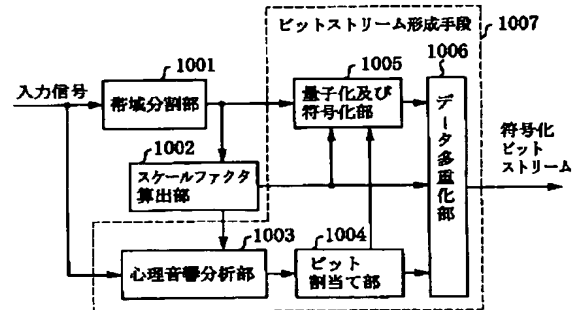 ビットストリーム形成手段
1007
1006
1001
1005
入力信号
帯域分割部
量子化及び
符号化部
データ多重化部
1002
符号化
ビット
ストリーム
スケールファクタ
算出部
1003
1004
心理音響分析部
ビット
割当て部